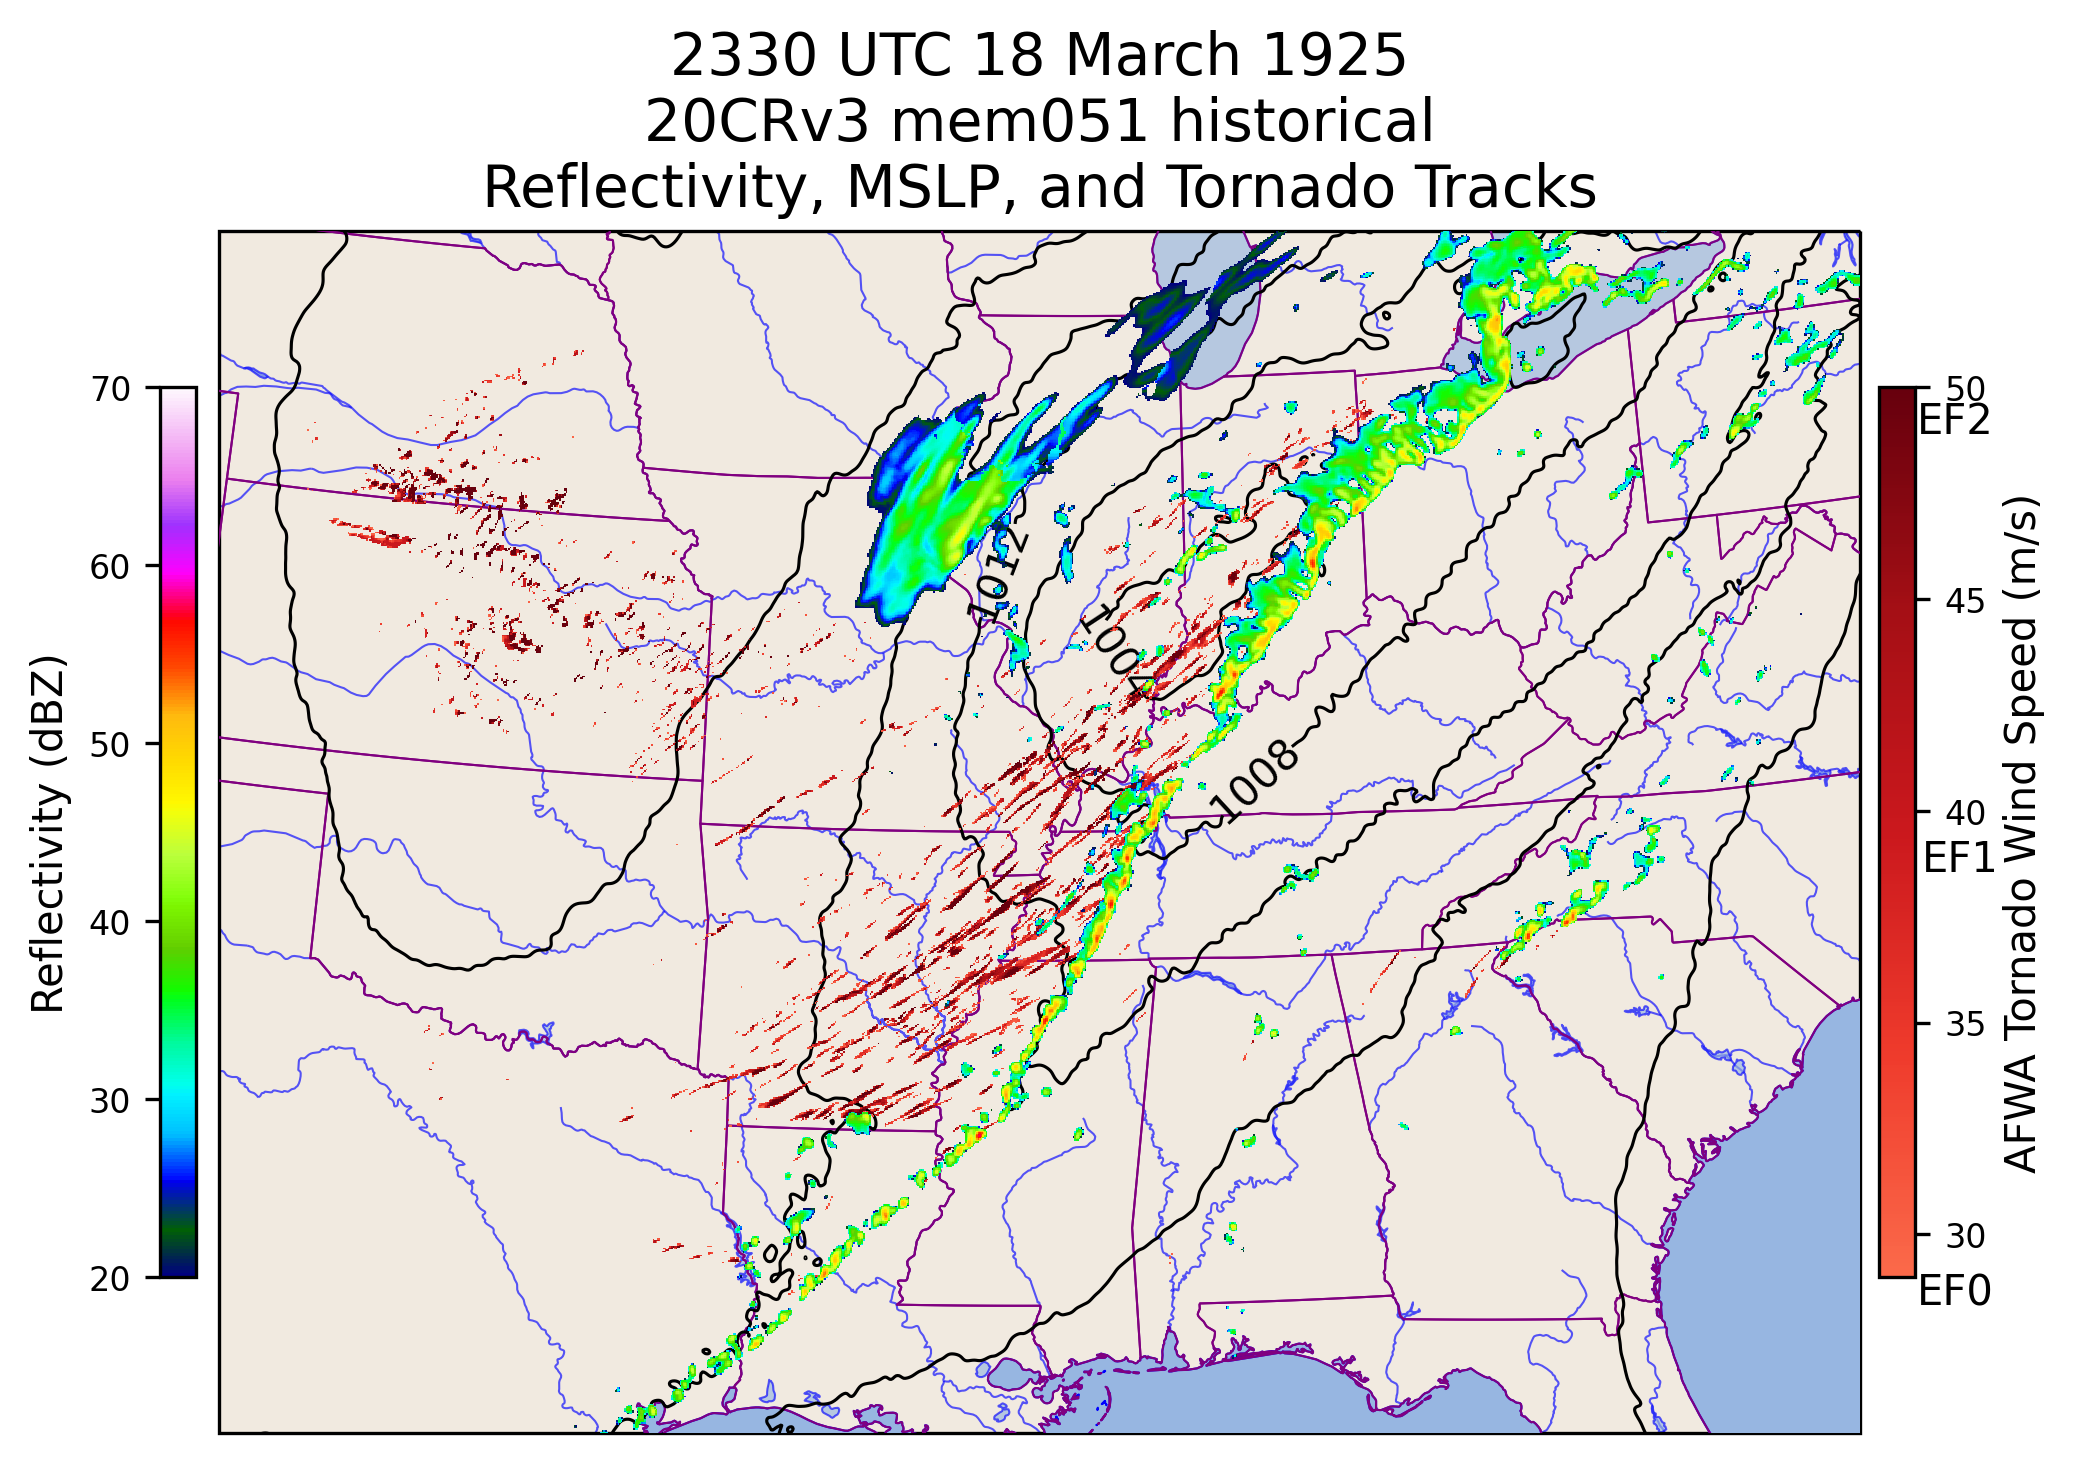 2330 UTC 18 March 1925
20CRv3 mem051 historical
Reflectivity, MSLP, and Tornado Tracks
Reflectivity (dBZ)
70
60
50
40
30
20
1012
1004
1008
50
EF2
45
40
EF1
35
30
EF0
AFWA Tornado Wind Speed (m/s)